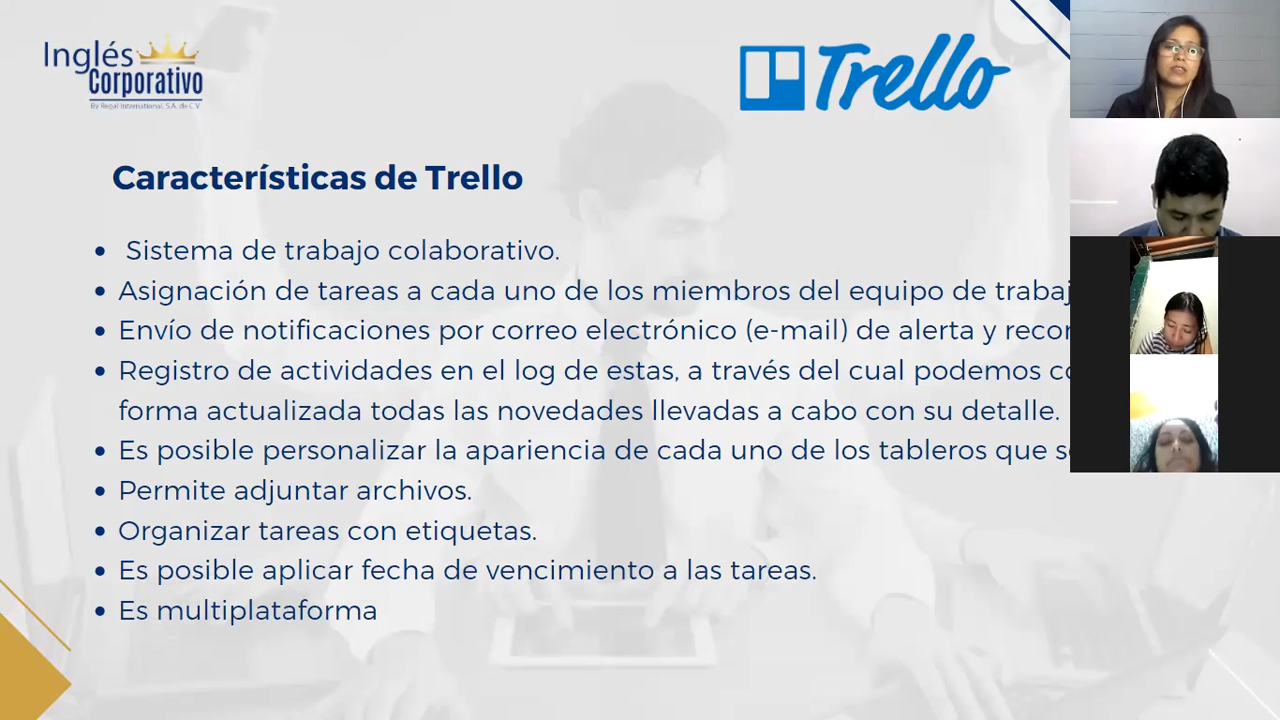 Inglés
Corporativo
By Regal International, S.A. de C.V.
Trello
Características de Trello
• Sistema de trabajo colaborativo.
• Asignación de tareas a cada uno de los miembros del equipo de
• Envío de notificaciones por correo electrónico (e-mail) de alerta y
• Registro de actividades en el log de estas, a través del cual podemos
forma actualizada todas las novedades llevadas a cabo con su detalle.
• Es posible personalizar la apariencia de cada uno de los tableros que
• Permite adjuntar archivos.
• Organizar tareas con etiquetas.
• Es posible aplicar fecha de vencimiento a las tareas.
• Es multiplataforma